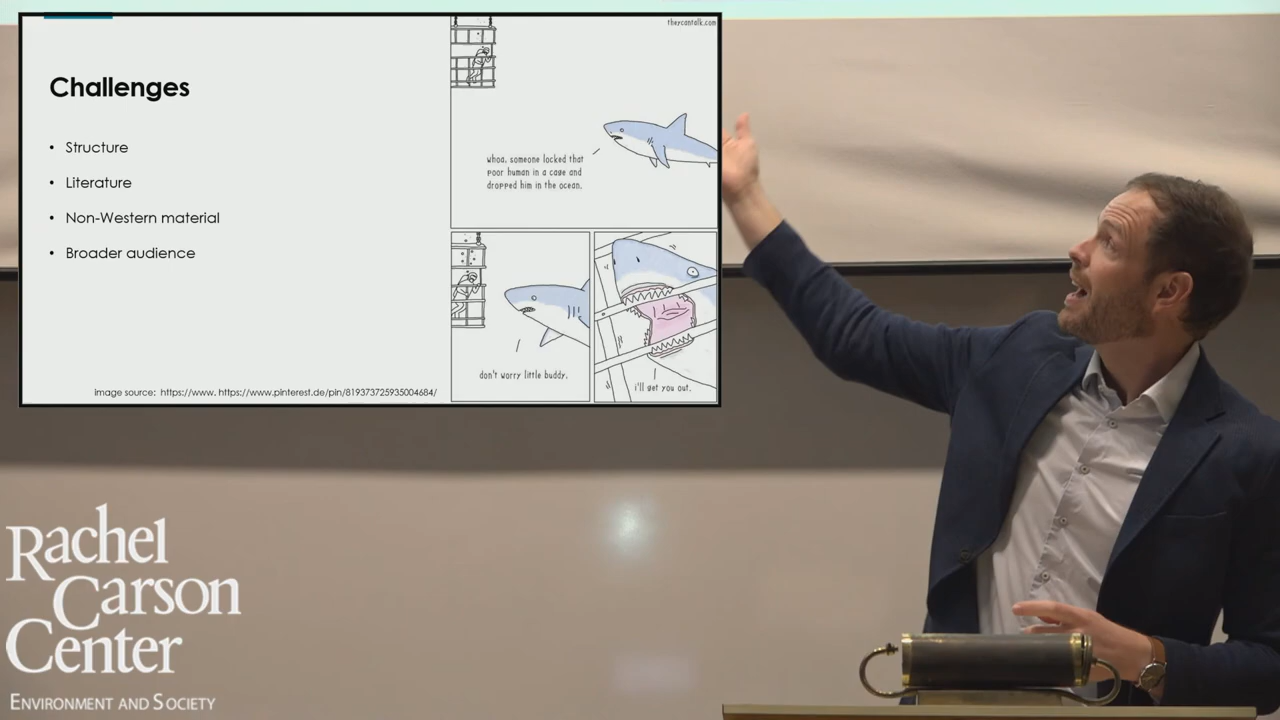 Challenges
• Structure
• Literature
• Non-Western material
• Broader audience
image source: https://www. https://www.pinterest.de/pin/819373725935004684/
theycantalk.com
whoa, someone locked that
poor human in a cage and
dropped him in the ocean.
don't worry little buddy.
i'll get you out.
Rachel
Carson
Center
ENVIRONMENT AND SOCIETY